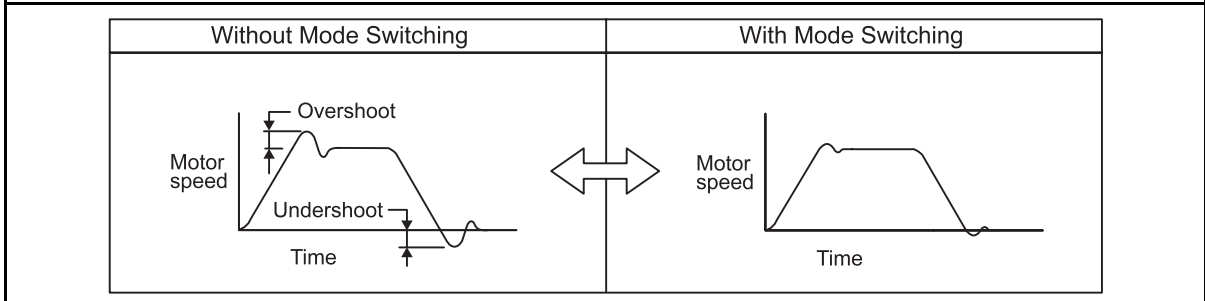 Without Mode Switching
With Mode Switching
Overshoot
Motor
speed
Undershoot
Time
Motor
speed
Time